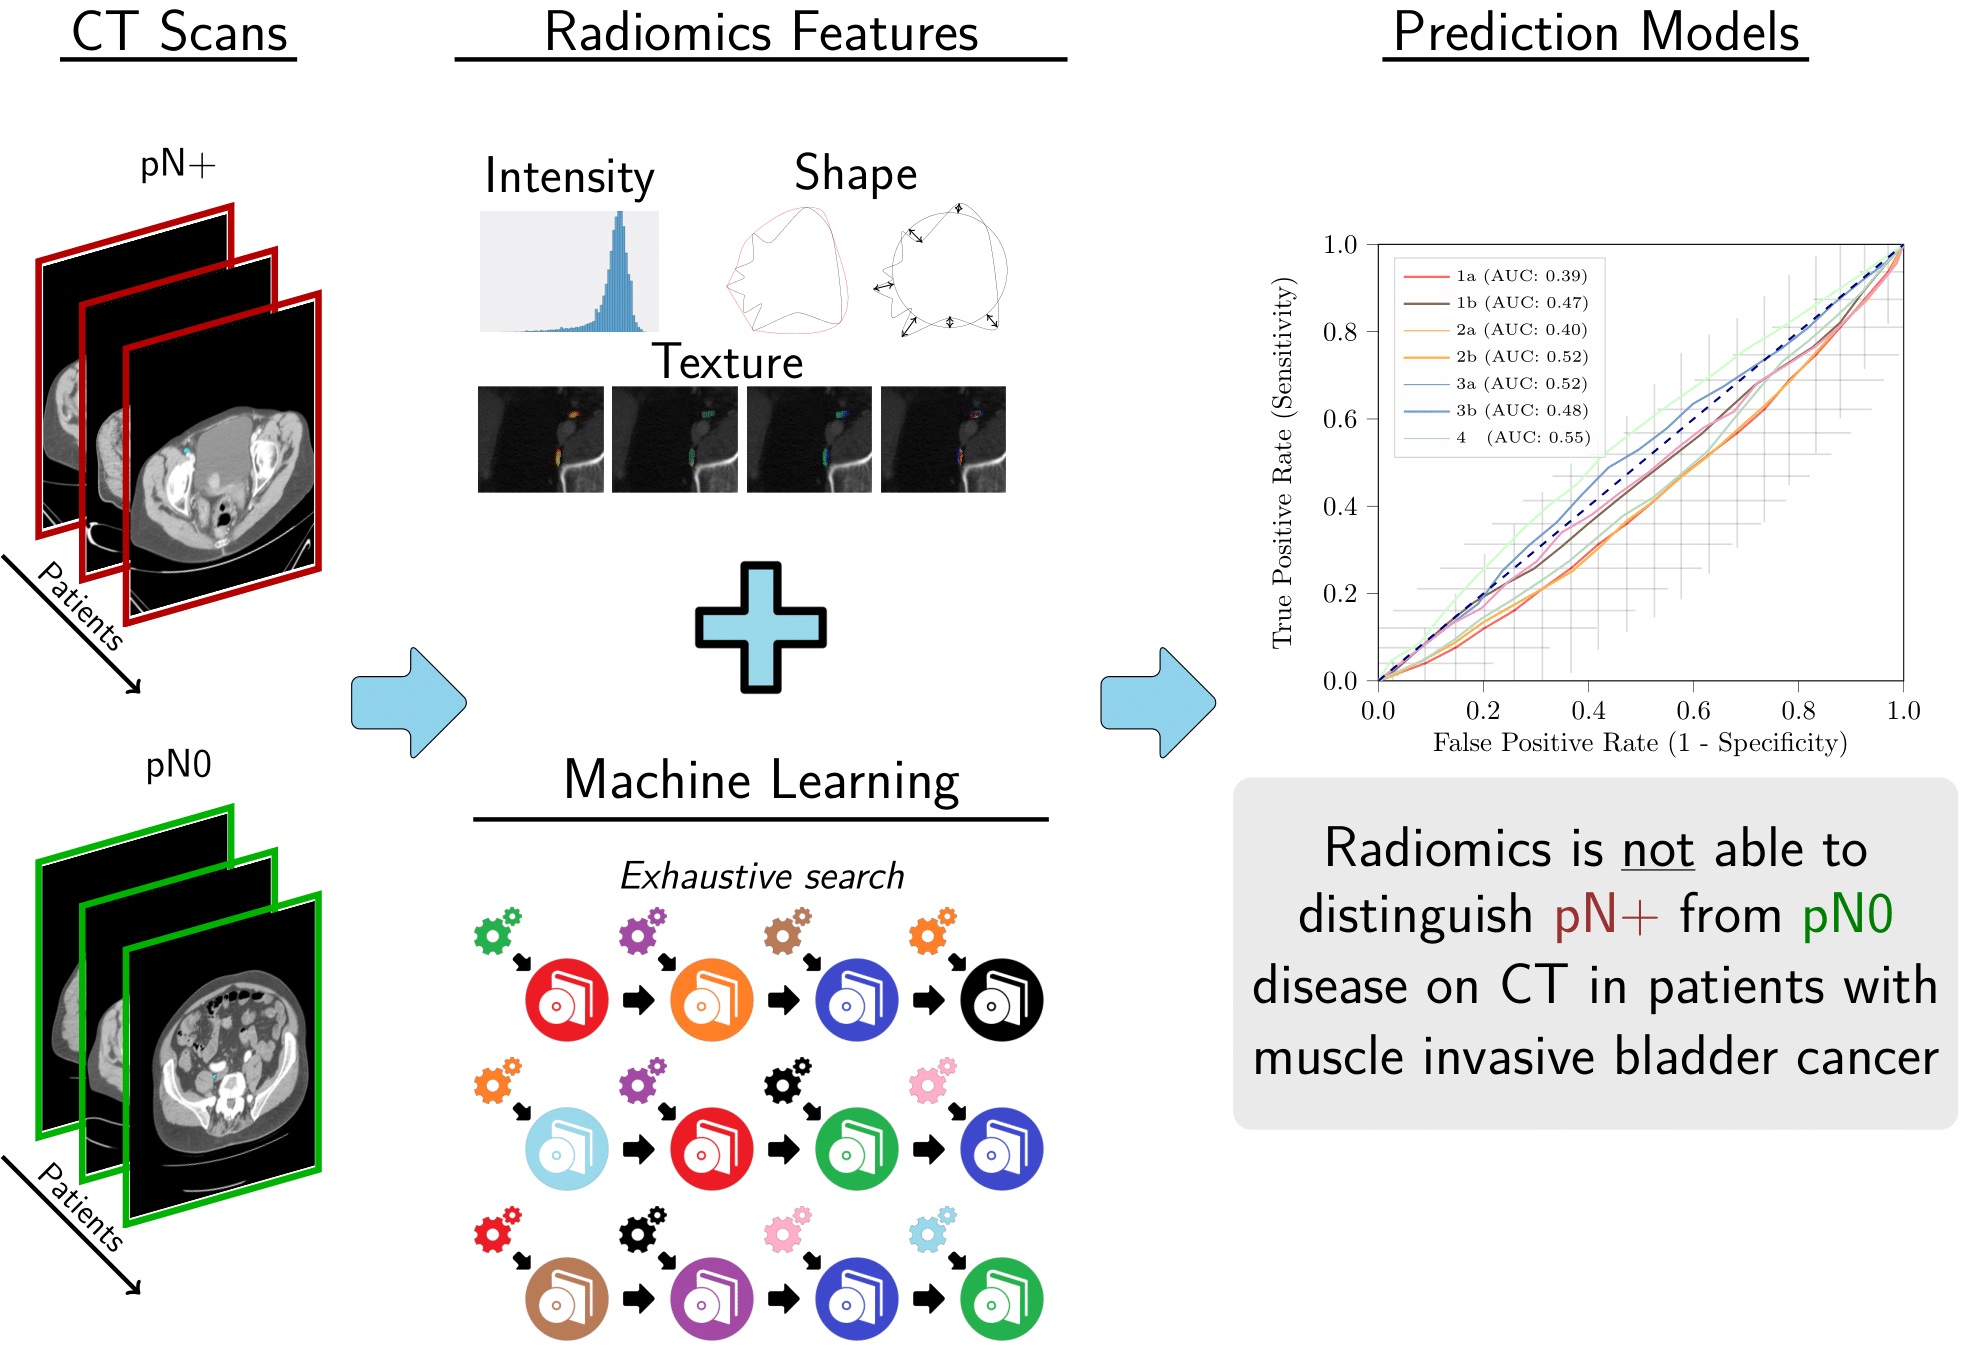 CT Scans
pN+
Patients
pN0
Patients
Radiomics Features
Intensity
Shape
Texture
Machine Learning
Exhaustive search
Prediction Models
True Positive Rate (Sensitivity)
1.0
0.8
0.6
0.4
0.2
0.0
1a (AUC: 0.39)
1b (AUC: 0.47)
2a (AUC: 0.40)
2b (AUC: 0.52)
3a (AUC: 0.52)
3b (AUC: 0.48)
4 (AUC: 0.55)
0.0 0.2 0.4 0.6 0.8 1.0
False Positive Rate (1 - Specificity)
Radiomics is not able to
distinguish pN+ from pN0
disease on CT in patients with
muscle invasive bladder cancer